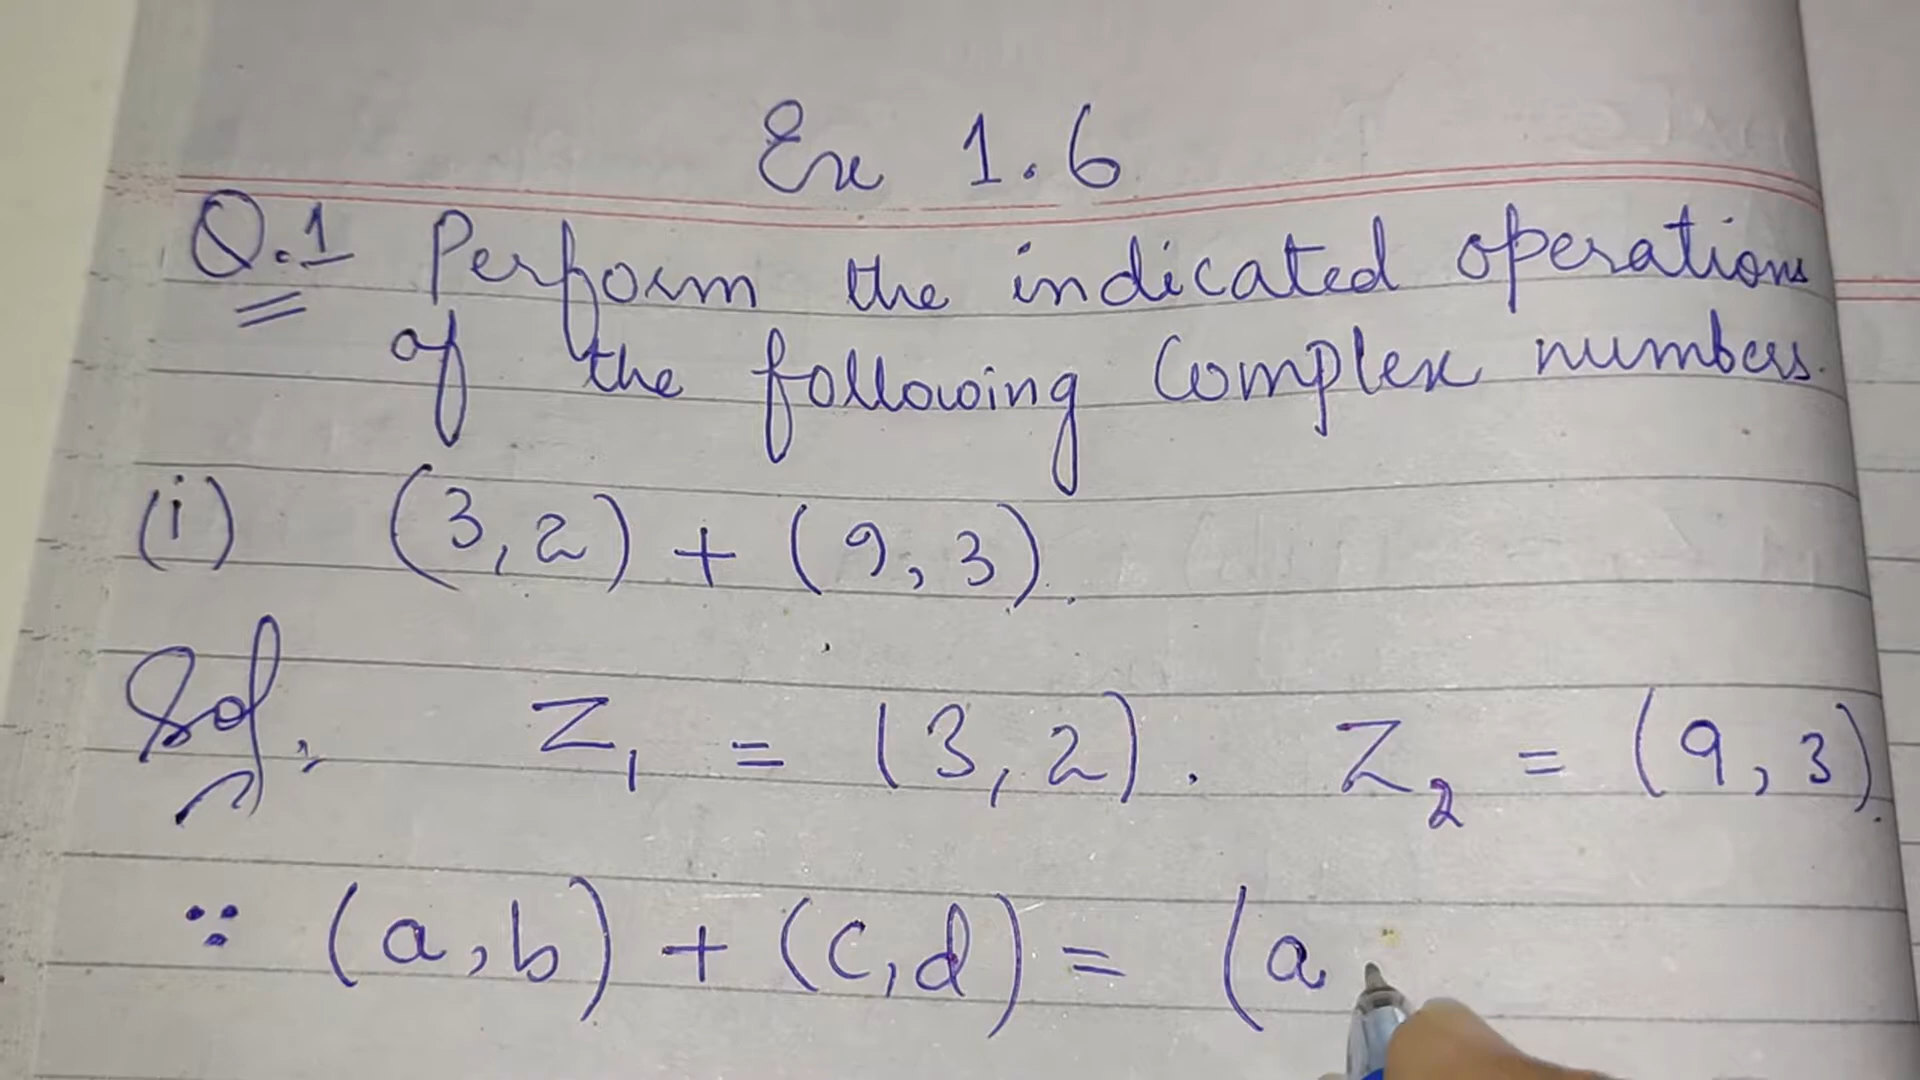 Ex 1.6
Q.1 Perform the indicated operations
of the following Complex numbers.
(i) (3,2) + (9,3).
Sol: Z₁ = (3,2). Z₂ = (9,3).
∵ (a,b) + (c,d) = (a